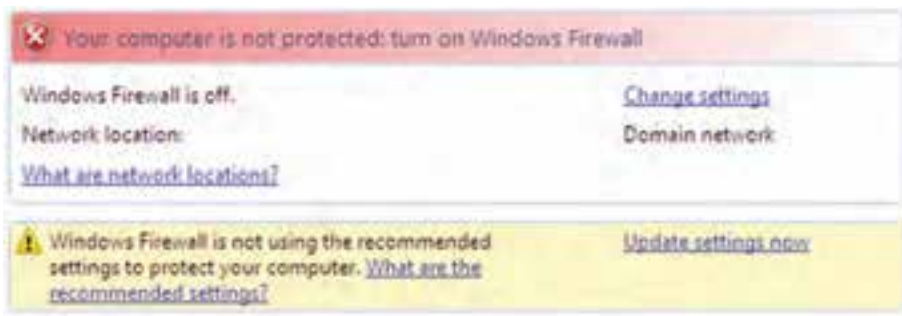 Your computer is not protected: turn on Windows Firewall
Windows Firewall is off.
Change settings
Network location:
Domain network
What are network locations?
Windows Firewall is not using the recommended
settings to protect your computer. What are the
recommended settings?
Update settings now